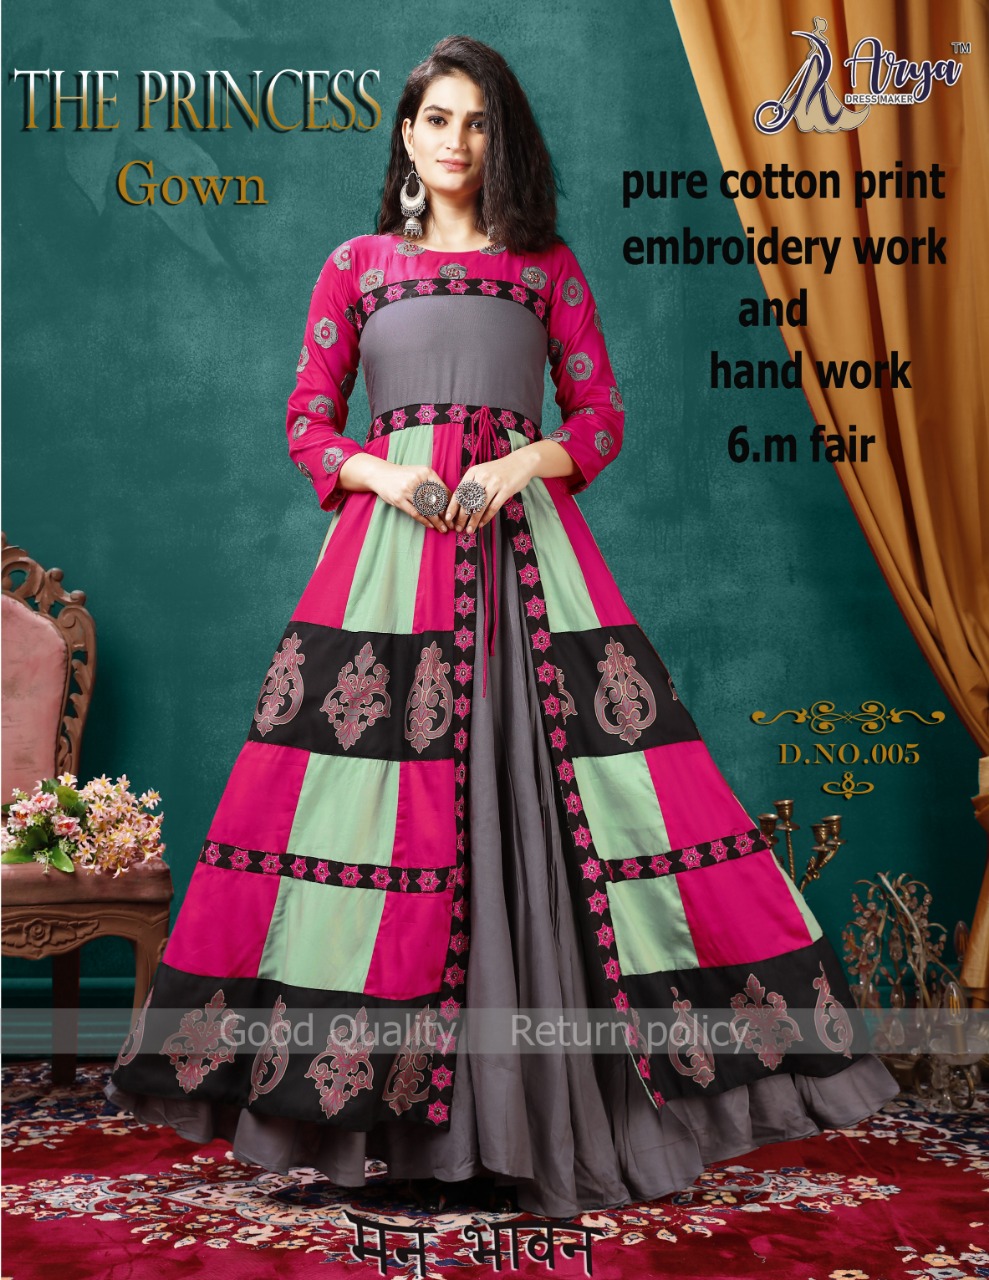 THE PRINCESS
Gown
Arya TM
DRESS MAKER
pure cotton print
embroidery work
and
hand work
6.m fair
D.NO.005
Good Quality Return policy
मन भावन